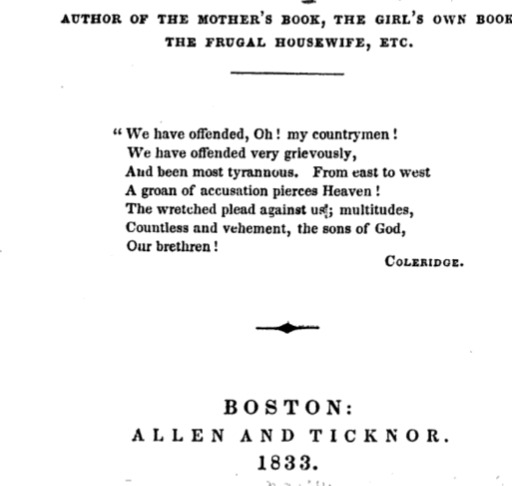 AUTHOR OF THE MOTHER'S BOOK, THE GIRL'S OWN BOOK
THE FRUGAL HOUSEWIFE, ETC.
“ We have offended, Oh! my countrymen!
We have offended very grievously,
And been most tyrannous. From east to west
A groan of accusation pierces Heaven!
The wretched plead against us; multitudes,
Countless and vehement, the sons of God,
Our brethren!
COLERIDGE.
BOSTON:
ALLEN AND TICKNOR.
1833.